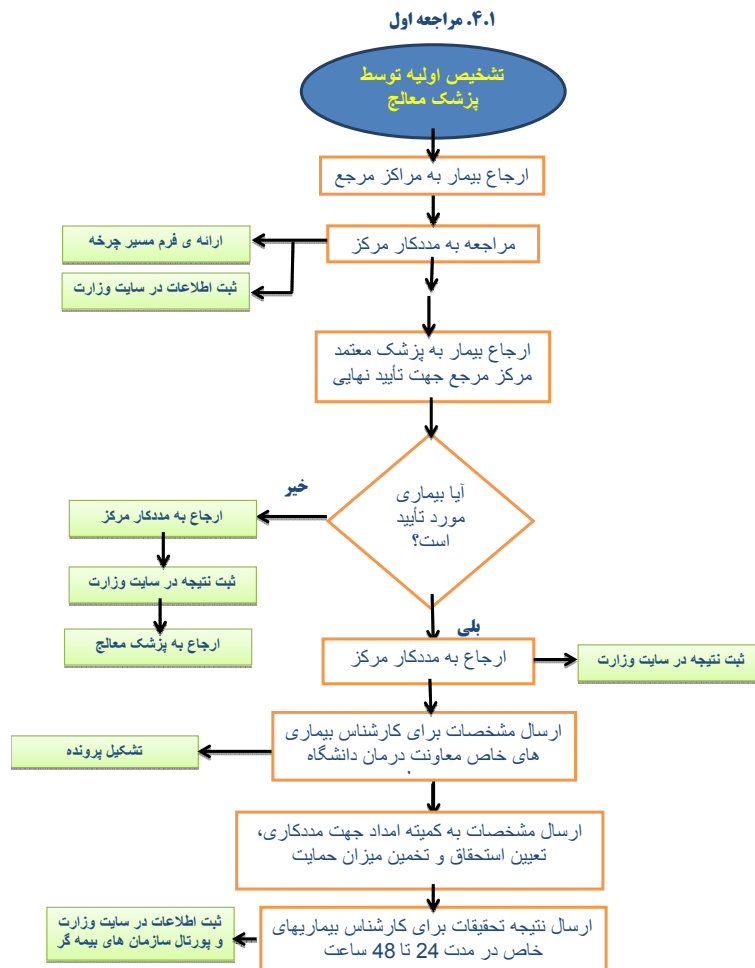 ۴.۱. مراجعه اول
تشخیص اولیه توسط
پزشک معالج
ارجاع بیمار به مراکز مرجع
مراجعه به مددکار مرکز
ارائه ی فرم مسیر چرخه
ثبت اطلاعات در سایت وزارت
ارجاع بیمار به پزشک معتمد
مرکز مرجع جهت تأیید نهایی
آیا بیماری
مورد تأیید
است؟
خیر
ارجاع به مددکار مرکز
ثبت نتیجه در سایت وزارت
ارجاع به پزشک معالج
بلی
ارجاع به مددکار مرکز
ثبت نتیجه در سایت وزارت
ارسال مشخصات برای کارشناس بیماری
های خاص معاونت درمان دانشگاه
تشکیل پرونده
ارسال مشخصات به کمیته امداد جهت مددکاری،
تعیین استحقاق و تخمین میزان حمایت
ارسال نتیجه تحقیقات برای کارشناس بیماریهای
خاص در مدت 24 تا 48 ساعت
ثبت اطلاعات در سایت وزارت
و پورتال سازمان های بیمه گر